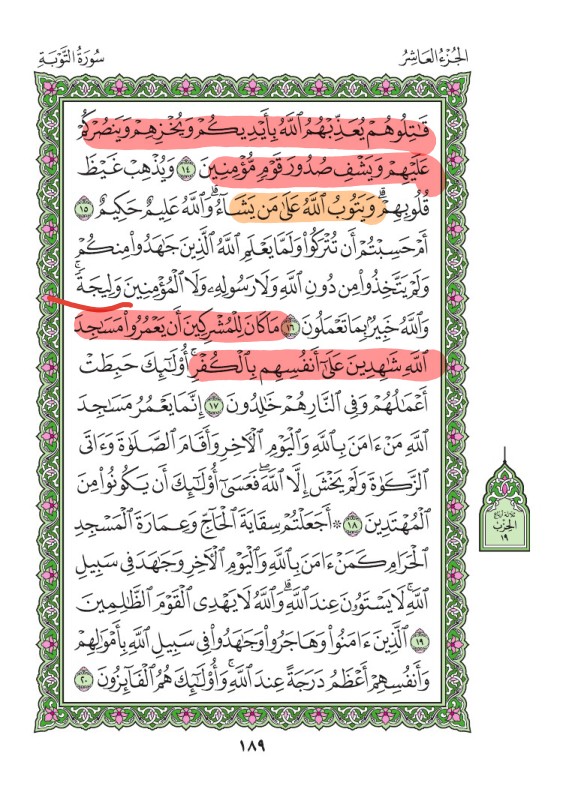 الجُزْءُ العَاشِرُ
سُورَةُ التَّوْبَةِ
قَٰتِلُوهُمْ يُعَذِّبْهُمُ ٱللَّهُ بِأَيْدِيكُمْ وَيُخْزِهِمْ وَيَنصُرْكُمْ
عَلَيْهِمْ وَيَشْفِ صُدُورَ قَوْمٍ مُّؤْمِنِينَ ١٤ وَيُذْهِبْ غَيْظَ
قُلُوبِهِمْۗ وَيَتُوبُ ٱللَّهُ عَلَىٰ مَن يَشَآءُۗ وَٱللَّهُ عَلِيمٌ حَكِيمٌ ١٥
أَمْ حَسِبْتُمْ أَن تُتْرَكُوا۟ وَلَمَّا يَعْلَمِ ٱللَّهُ ٱلَّذِينَ جَٰهَدُوا۟ مِنكُمْ
وَلَمْ يَتَّخِذُوا۟ مِن دُونِ ٱللَّهِ وَلَا رَسُولِهِۦ وَلَا ٱلْمُؤْمِنِينَ وَلِيجَةًۚ
وَٱللَّهُ خَبِيرٌۢ بِمَا تَعْمَلُونَ ١٦ مَا كَانَ لِلْمُشْرِكِينَ أَن يَعْمُرُوا۟ مَسَٰجِدَ
ٱللَّهِ شَٰهِدِينَ عَلَىٰٓ أَنفُسِهِم بِٱلْكُفْرِۚ أُو۟لَٰٓئِكَ حَبِطَتْ
أَعْمَٰلُهُمْ وَفِى ٱلنَّارِ هُمْ خَٰلِدُونَ ١٧ إِنَّمَا يَعْمُرُ مَسَٰجِدَ
ٱللَّهِ مَنْ ءَامَنَ بِٱللَّهِ وَٱلْيَوْمِ ٱلْءَاخِرِ وَأَقَامَ ٱلصَّلَوٰةَ وَءَاتَى
ٱلزَّكَوٰةَ وَلَمْ يَخْشَ إِلَّا ٱللَّهَۖ فَعَسَىٰٓ أُو۟لَٰٓئِكَ أَن يَكُونُوا۟ مِنَ
ٱلْمُهْتَدِينَ ١٨ ۞ أَجَعَلْتُمْ سِقَايَةَ ٱلْحَآجِّ وَعِمَارَةَ ٱلْمَسْجِدِ
ٱلْحَرَامِ كَمَنْ ءَامَنَ بِٱللَّهِ وَٱلْيَوْمِ ٱلْءَاخِرِ وَجَٰهَدَ فِى سَبِيلِ
ٱللَّهِۚ لَا يَسْتَوُۥنَ عِندَ ٱللَّهِۗ وَٱللَّهُ لَا يَهْدِى ٱلْقَوْمَ ٱلظَّٰلِمِينَ
١٩ ٱلَّذِينَ ءَامَنُوا۟ وَهَاجَرُوا۟ وَجَٰهَدُوا۟ فِى سَبِيلِ ٱللَّهِ بِأَمْوَٰلِهِمْ
وَأَنفُسِهِمْ أَعْظَمُ دَرَجَةً عِندَ ٱللَّهِۚ وَأُو۟لَٰٓئِكَ هُمُ ٱلْفَآئِزُونَ ٢٠
ثلاثة أرباع
الحزب
١٩
١٨٩